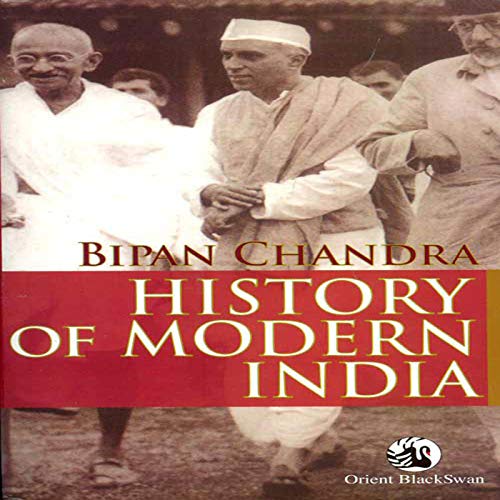 BIPAN CHANDRA
HISTORY
OF MODERN
INDIA
Orient BlackSwan